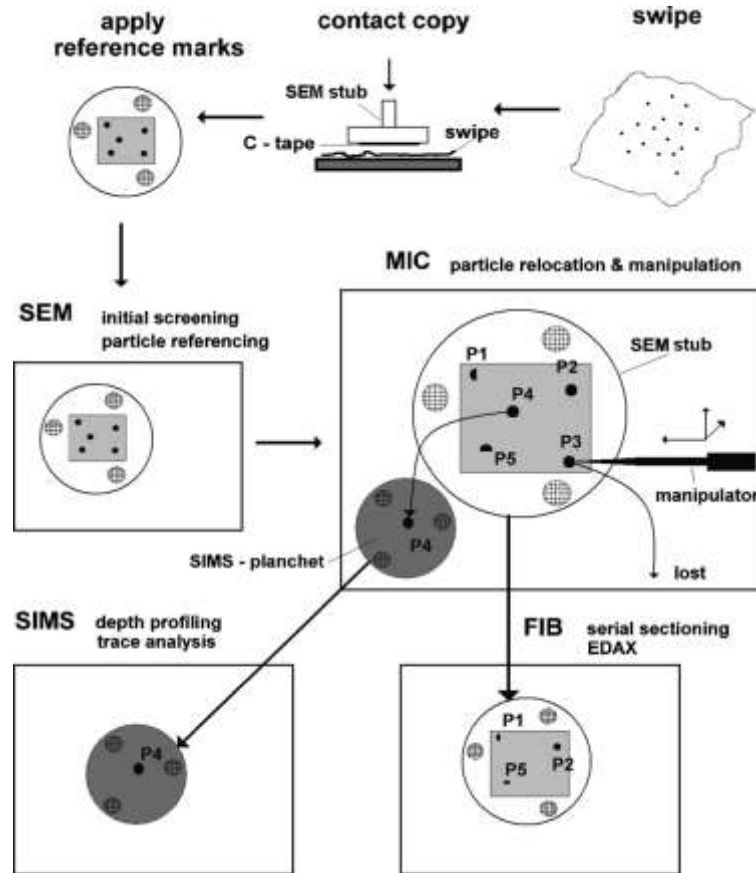 apply
reference marks
contact copy
swipe
SEM stub
C - tape
swipe
SEM
initial screening
particle referencing
MIC
particle relocation & manipulation
SEM stub
P1
P2
P4
P3
P5
manipulator
P4
SIMS - planchet
lost
SIMS
depth profiling
trace analysis
FIB
serial sectioning
EDAX
P4
P1
P2
P5